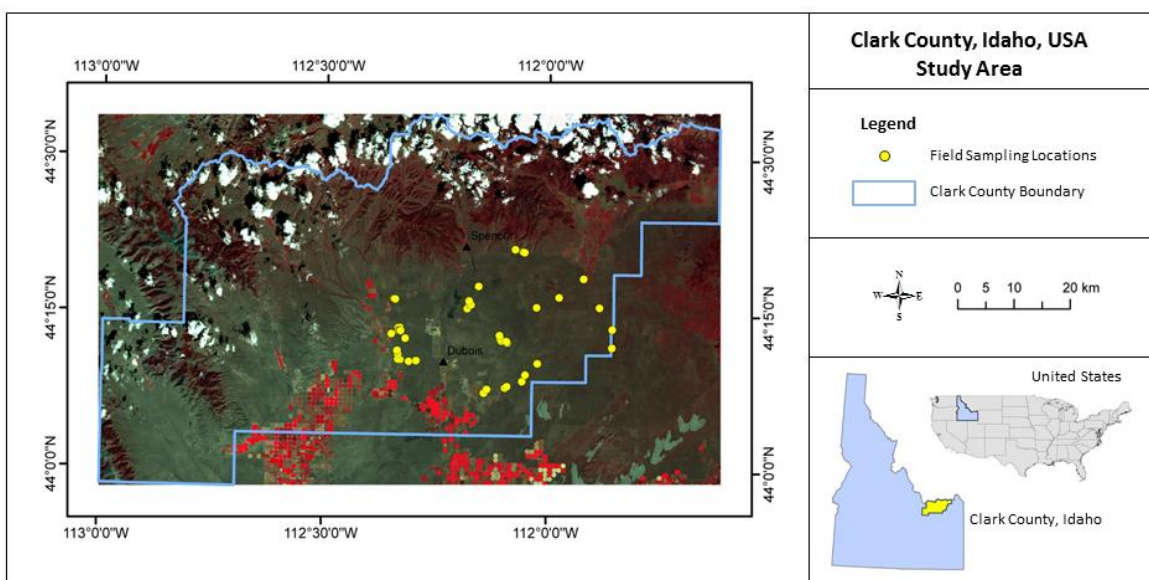 Clark County, Idaho, USA
Study Area
113°0'0"W
112°30'0"W
112°0'0"W
44°30'0"N
44°30'0"N
44°15'0"N
44°15'0"N
44°0'0"N
44°0'0"N
113°0'0"W
112°30'0"W
112°0'0"W
Spencer
Dubois
Legend
Field Sampling Locations
Clark County Boundary
N
W E
S
0 5 10 20 km
United States
Clark County, Idaho